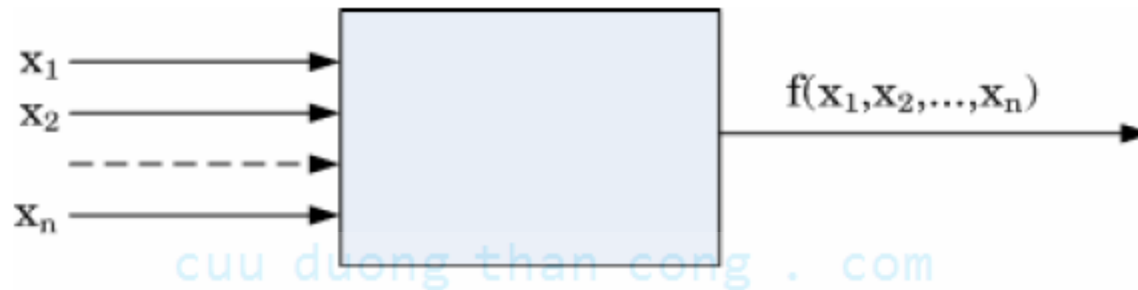 x₁
x₂
xₙ
f(x₁,x₂,...,xₙ)
cuu duong than cong . com